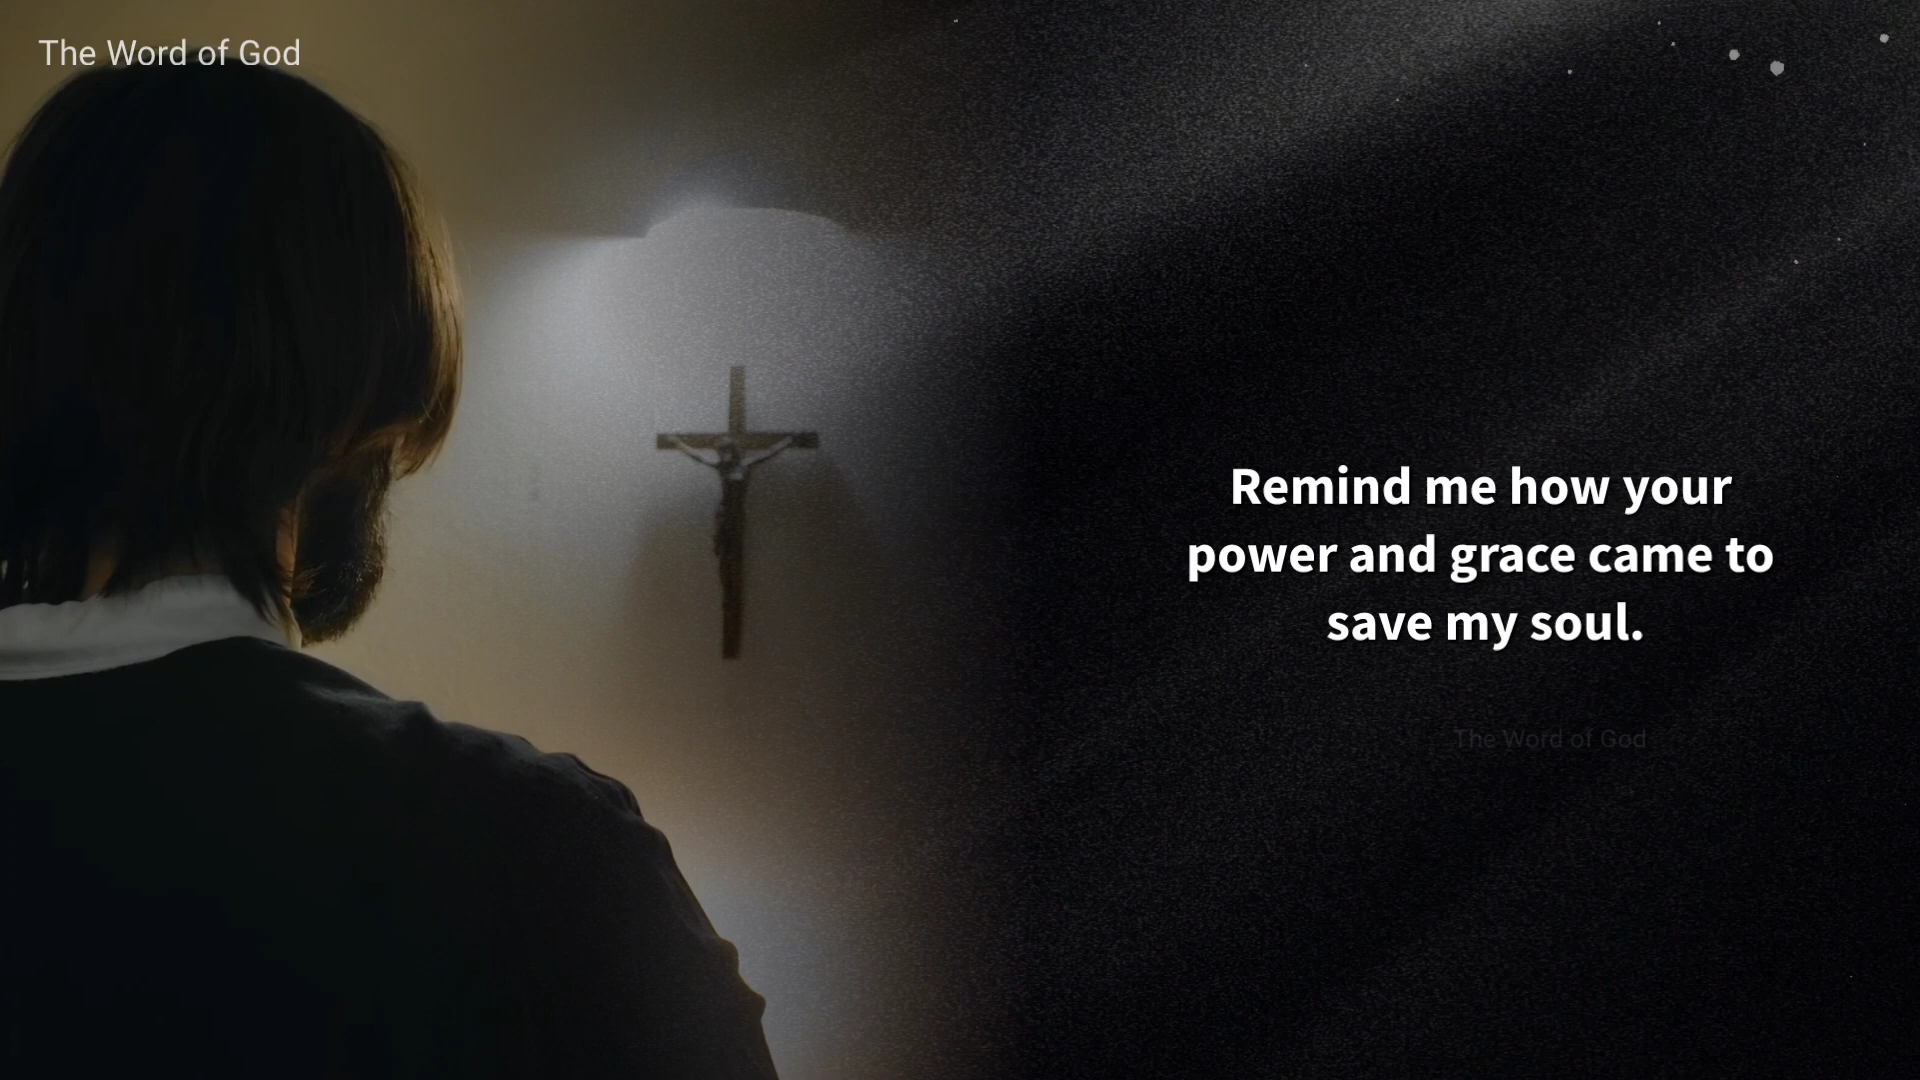 The Word of God
Remind me how your
power and grace came to
save my soul.
The Word of God